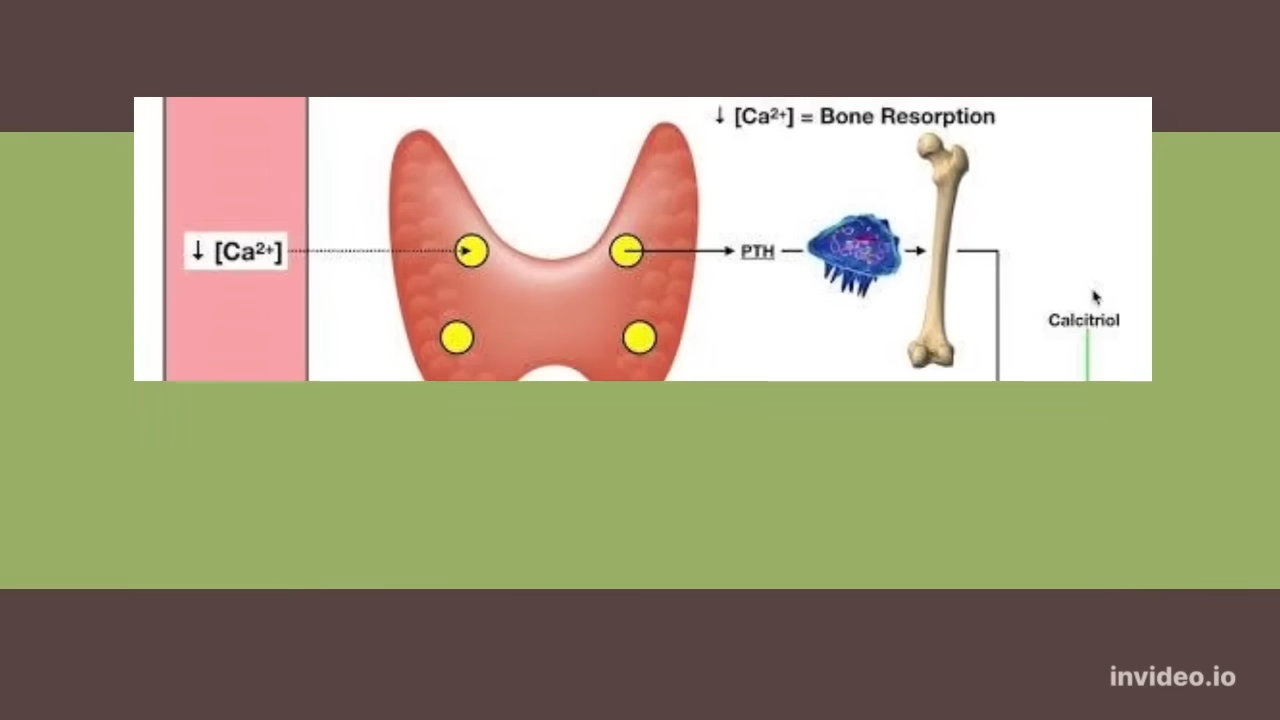 ↓ [Ca²⁺] = Bone Resorption
↓ [Ca²⁺]
PTH
Calcitriol
invideo.io